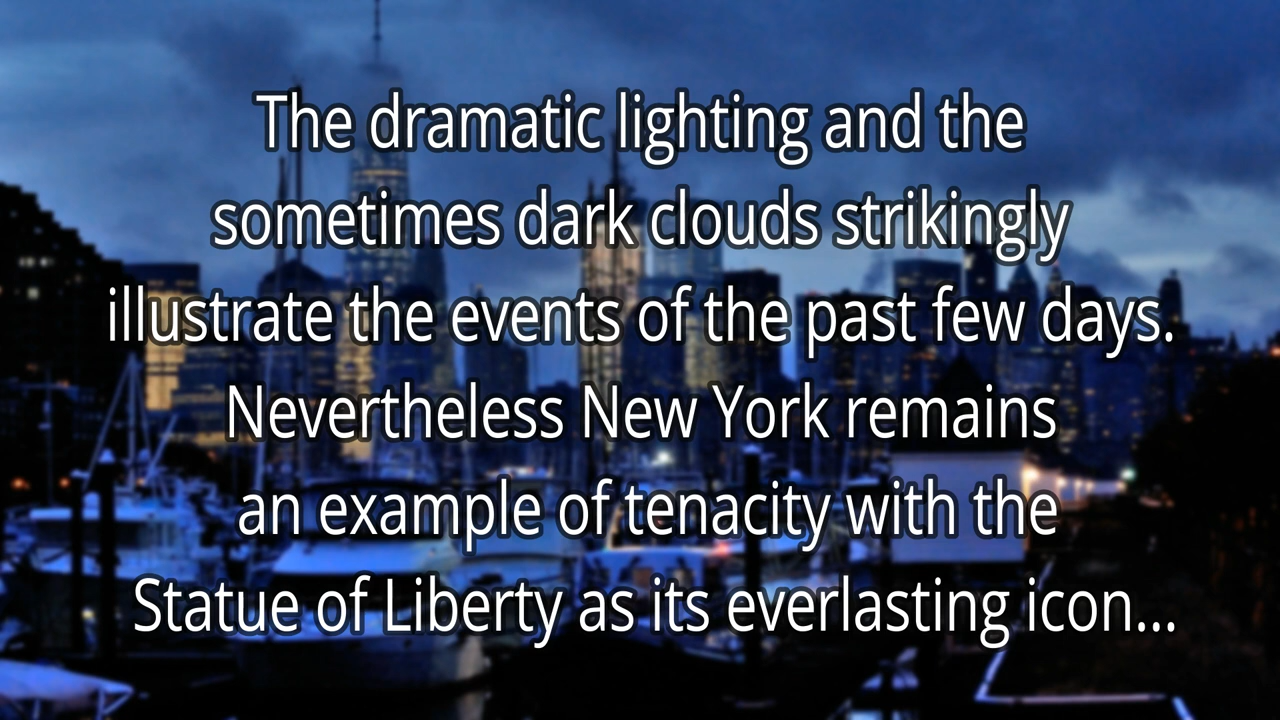 The dramatic lighting and the
sometimes dark clouds strikingly
illustrate the events of the past few days.
Nevertheless New York remains
an example of tenacity with the
Statue of Liberty as its everlasting icon...